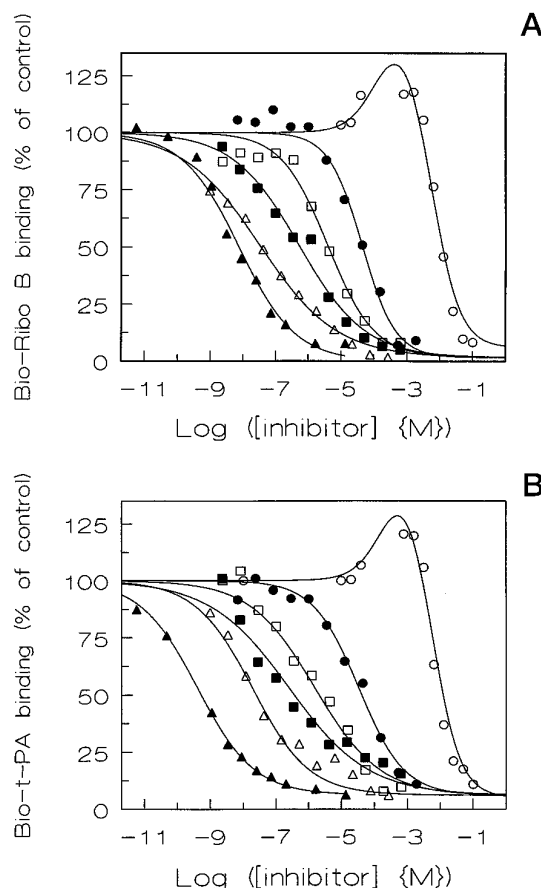 A
Bio-Ribo B binding (% of control)
125
100
75
50
25
0
-11 -9 -7 -5 -3 -1
Log ([inhibitor] {M})
B
Bio-t-PA binding (% of control)
125
100
75
50
25
0
-11 -9 -7 -5 -3 -1
Log ([inhibitor] {M})